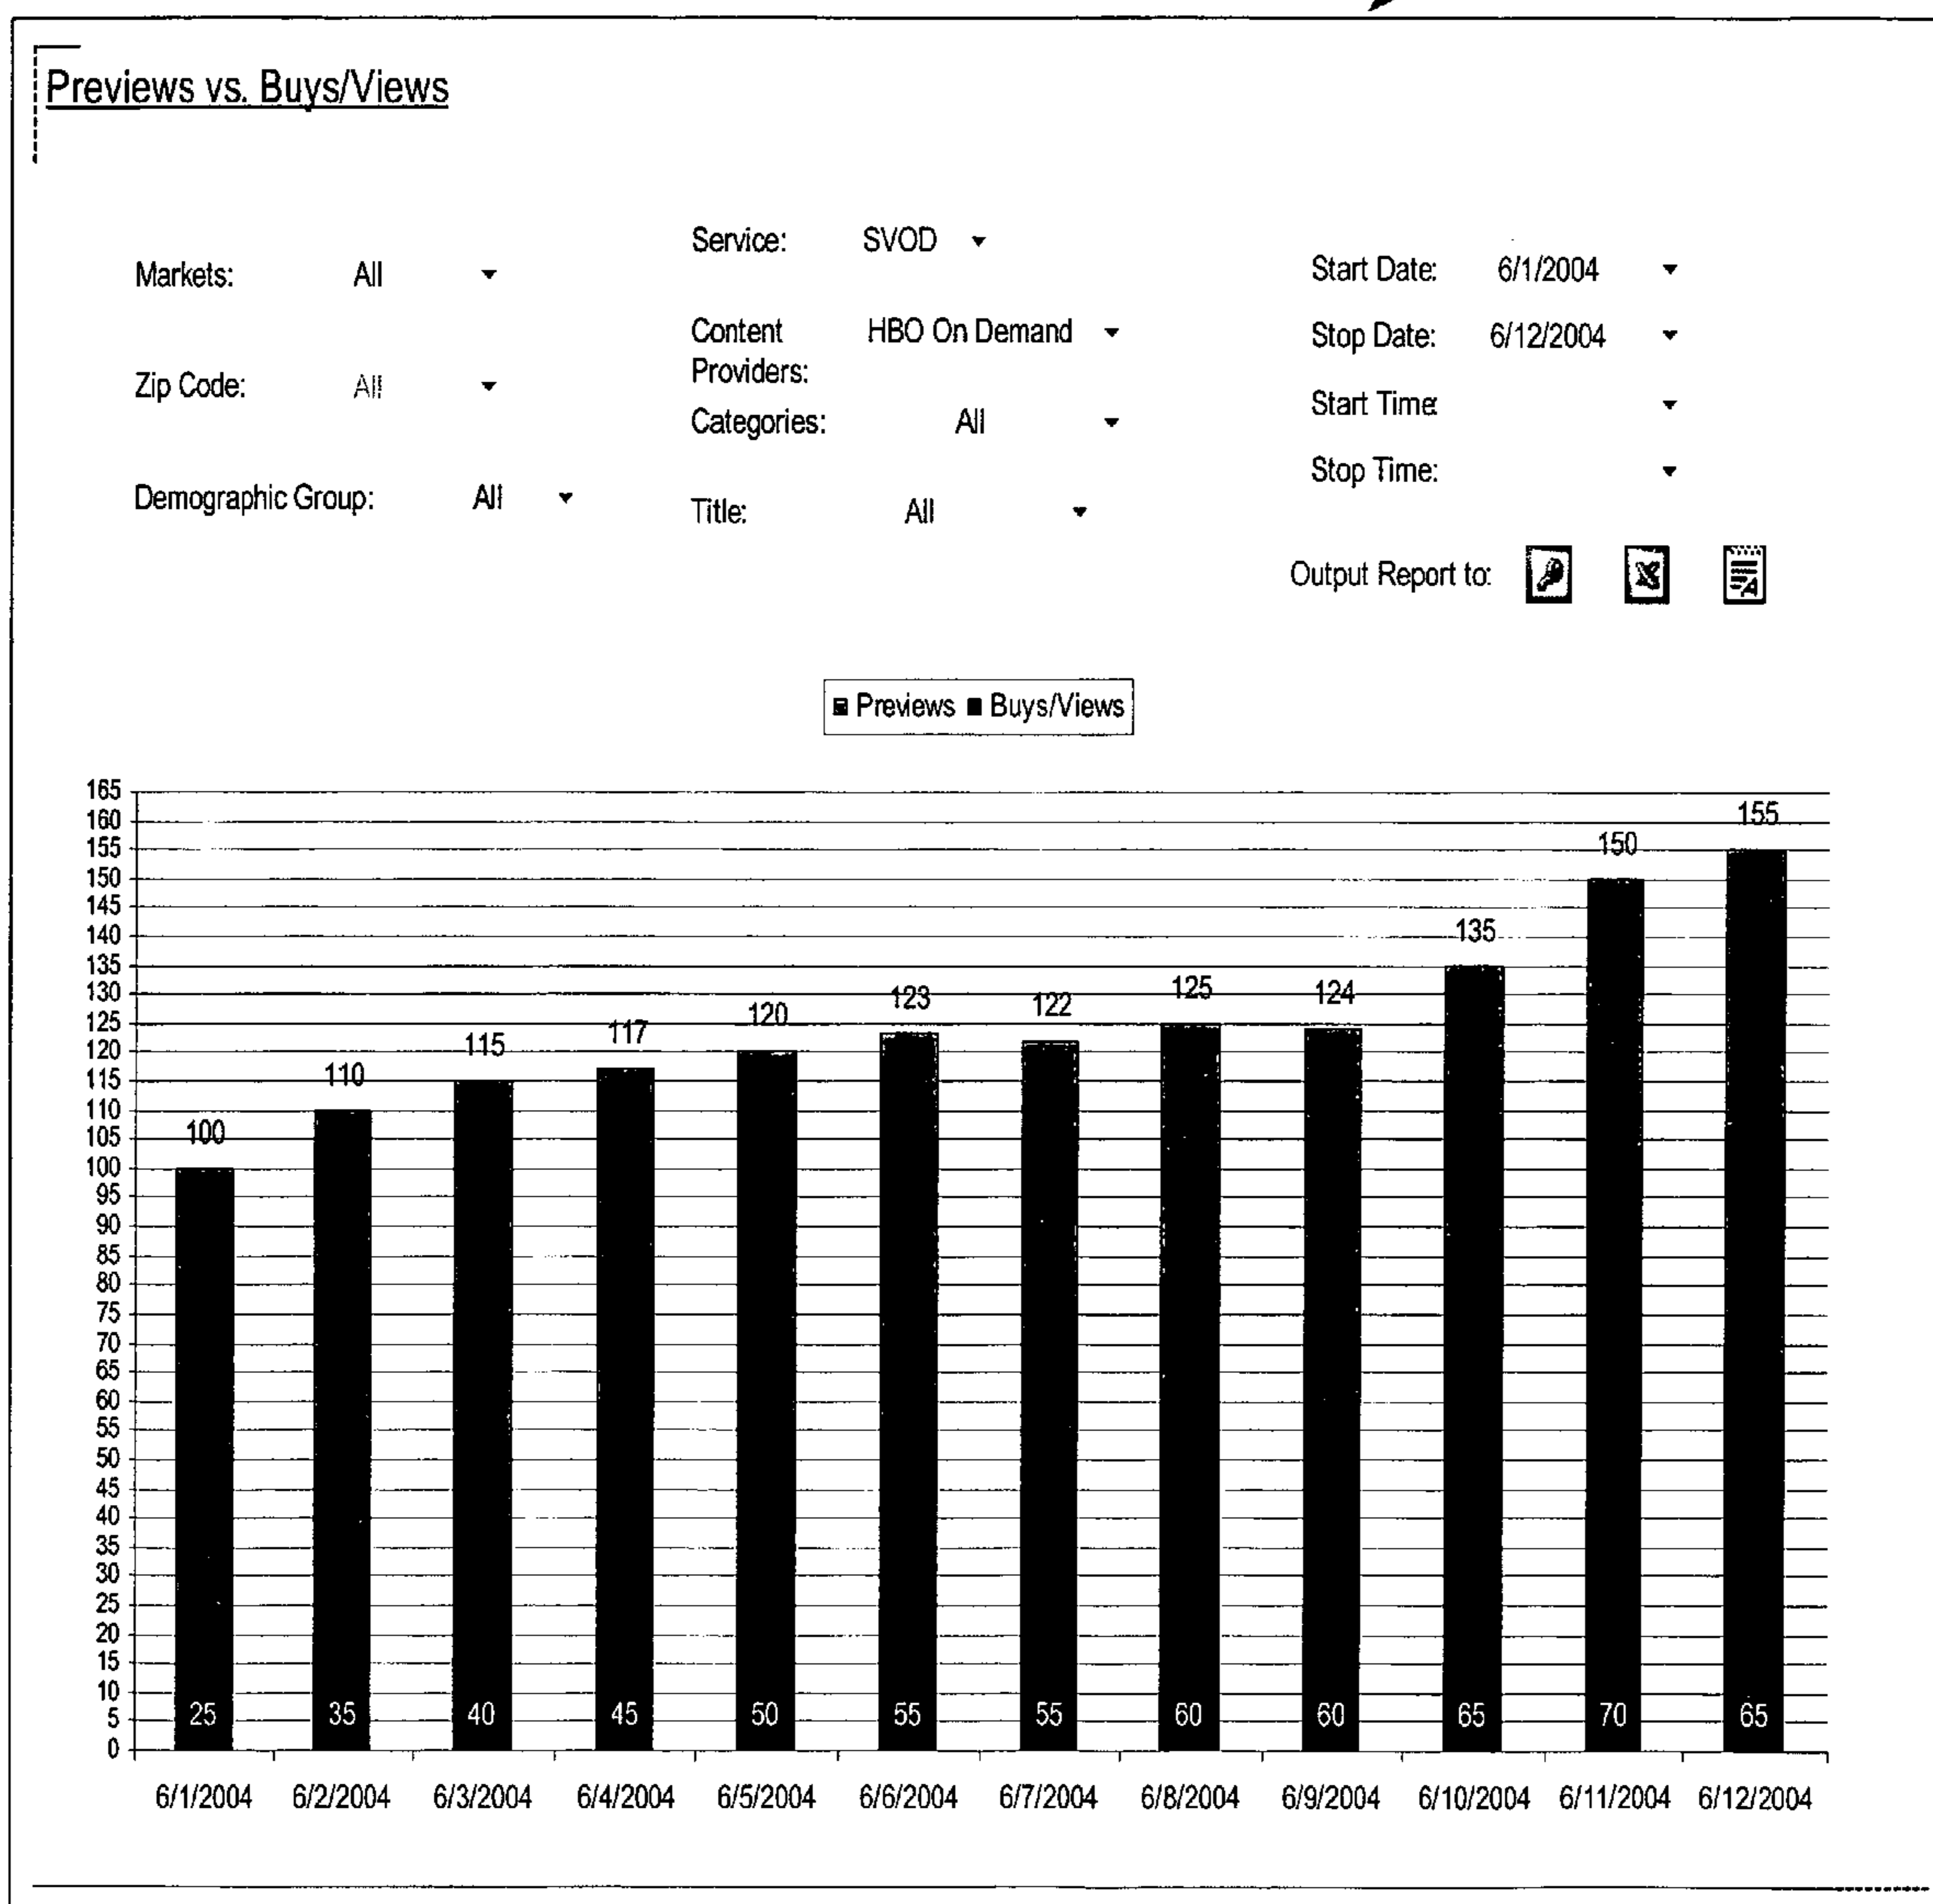 Previews vs. Buys/Views
Markets: All
Zip Code: All
Demographic Group: All
Service: SVOD
Content Providers: HBO On Demand
Categories: All
Title: All
Start Date: 6/1/2004
Stop Date: 6/12/2004
Start Time:
Stop Time:
Output Report to:
Previews Buys/Views
165
160
155
150
145
140
135
130
125
120
115
110
105
100
95
90
85
80
75
70
65
60
55
50
45
40
35
30
25
20
15
10
5
0
100 110 115 117 120 123 122 125 124 135 150 155
25 35 40 45 50 55 55 60 60 65 70 65
6/1/2004 6/2/2004 6/3/2004 6/4/2004 6/5/2004 6/6/2004 6/7/2004 6/8/2004 6/9/2004 6/10/2004 6/11/2004 6/12/2004